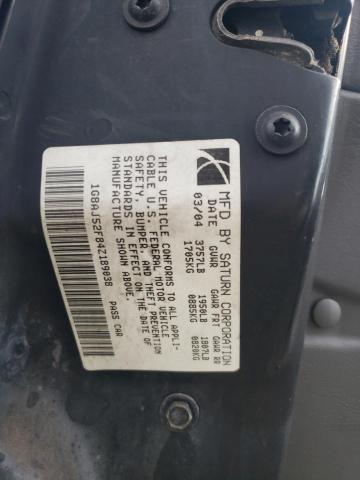 MFD BY SATURN CORPORATION
DATE GVWR GAWR FRT GAWR RR
03/04 3757LB 1950LB 1807LB
1705KG 0885KG 0820KG
THIS VEHICLE CONFORMS TO ALL APPLI-
CABLE U.S. FEDERAL MOTOR VEHICLE
SAFETY, BUMPER, AND THEFT PREVENTION
STANDARDS IN EFFECT ON THE DATE OF
MANUFACTURE SHOWN ABOVE.
1G8AJ52F84Z189038 PASS CAR